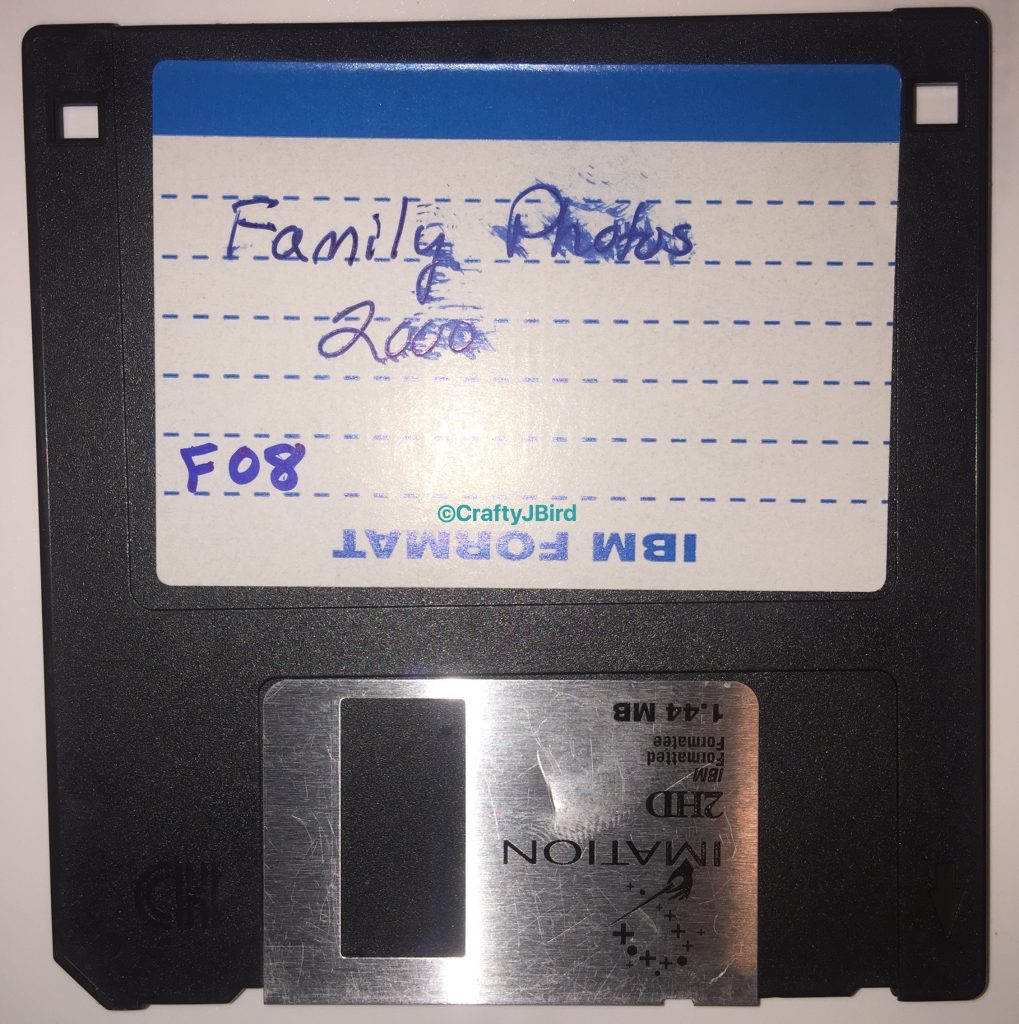 Family Photos
2000
F08
©CraftyJBird
IBM FORMAT
1.44 MB
Formatee
Formatted
IBM
2HD
IMATION